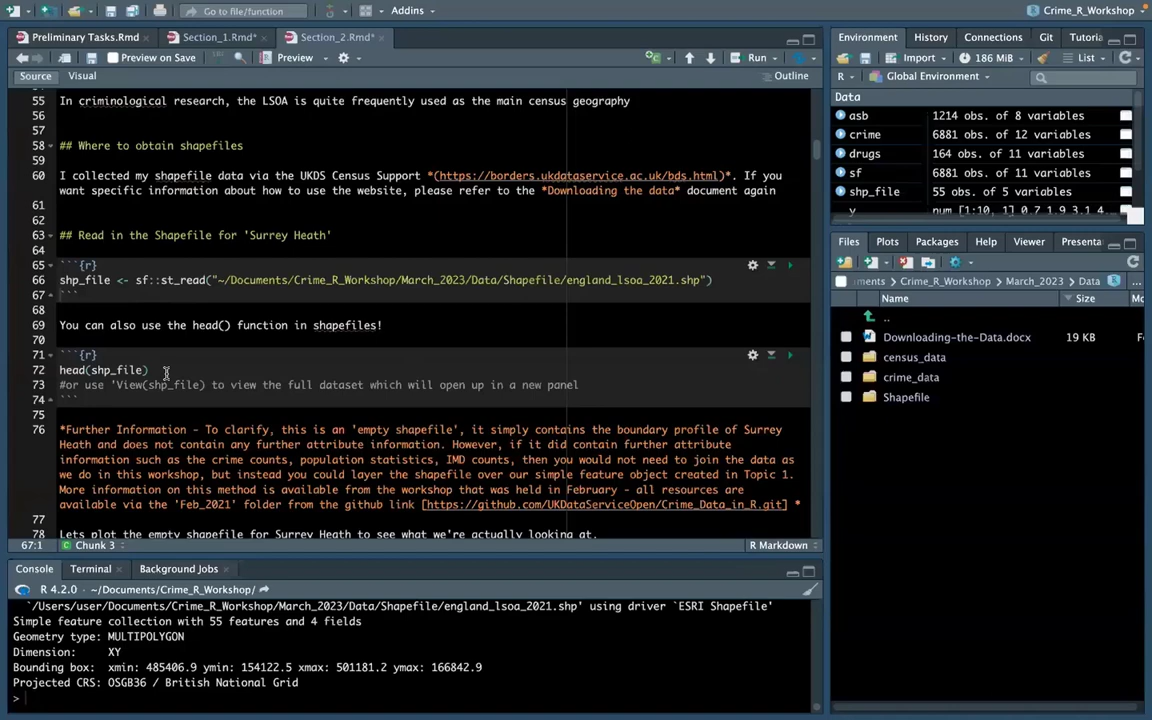 Go to file/function
Addins
Crime_R_Workshop
Preliminary Tasks.Rmd
Section_1.Rmd*
Section_2.Rmd*
Preview on Save
Preview
Run
Source
Visual
Outline
55 In criminological research, the LSOA is quite frequently used as the main census geography
56
57
58 ## Where to obtain shapefiles
59
60 I collected my shapefile data via the UKDS Census Support *(https://borders.ukdataservice.ac.uk/bds.html)*. If you
want specific information about how to use the website, please refer to the *Downloading the data* document again
61
62
63 ## Read in the Shapefile for 'Surrey Heath'
64
65 ```{r}
66 shp_file <- sf::st_read("~/Documents/Crime_R_Workshop/March_2023/Data/Shapefile/england_lsoa_2021.shp")
67 ```
68
69 You can also use the head() function in shapefiles!
70
71 ```{r}
72 head(shp_file)
73 #or use 'View(shp_file) to view the full dataset which will open up in a new panel
74 ```
75
76 *Further Information - To clarify, this is an 'empty shapefile', it simply contains the boundary profile of Surrey
Heath and does not contain any further attribute information. However, if it did contain further attribute
information such as the crime counts, population statistics, IMD counts, then you would not need to join the data as
we do in this workshop, but instead you could layer the shapefile over our simple feature object created in Topic 1.
More information on this method is available from the workshop that was held in February - all resources are
available via the 'Feb_2021' folder from the github link [https://github.com/UKDataServiceOpen/Crime_Data_in_R.git] *
77
78 Lets plot the empty shapefile for Surrey Heath to see what we're actually looking at.
67:1
Chunk 3
R Markdown
Console
Terminal
Background Jobs
R 4.2.0 · ~/Documents/Crime_R_Workshop/
`/Users/user/Documents/Crime_R_Workshop/March_2023/Data/Shapefile/england_lsoa_2021.shp' using driver `ESRI Shapefile'
Simple feature collection with 55 features and 4 fields
Geometry type: MULTIPOLYGON
Dimension: XY
Bounding box: xmin: 485406.9 ymin: 154122.5 xmax: 501181.2 ymax: 166842.9
Projected CRS: OSGB36 / British National Grid
>
Environment
History
Connections
Git
Tutoria
Import
186 MiB
List
R
Global Environment
Data
asb 1214 obs. of 8 variables
crime 6881 obs. of 12 variables
drugs 164 obs. of 11 variables
sf 6881 obs. of 11 variables
shp_file 55 obs. of 5 variables
y num [1:10, 1] 0.7 1.9 3.1 4.
Files
Plots
Packages
Help
Viewer
Presenta
ments
Crime_R_Workshop
March_2023
Data
...
Name
Size
..
Downloading-the-Data.docx 19 KB
census_data
crime_data
Shapefile